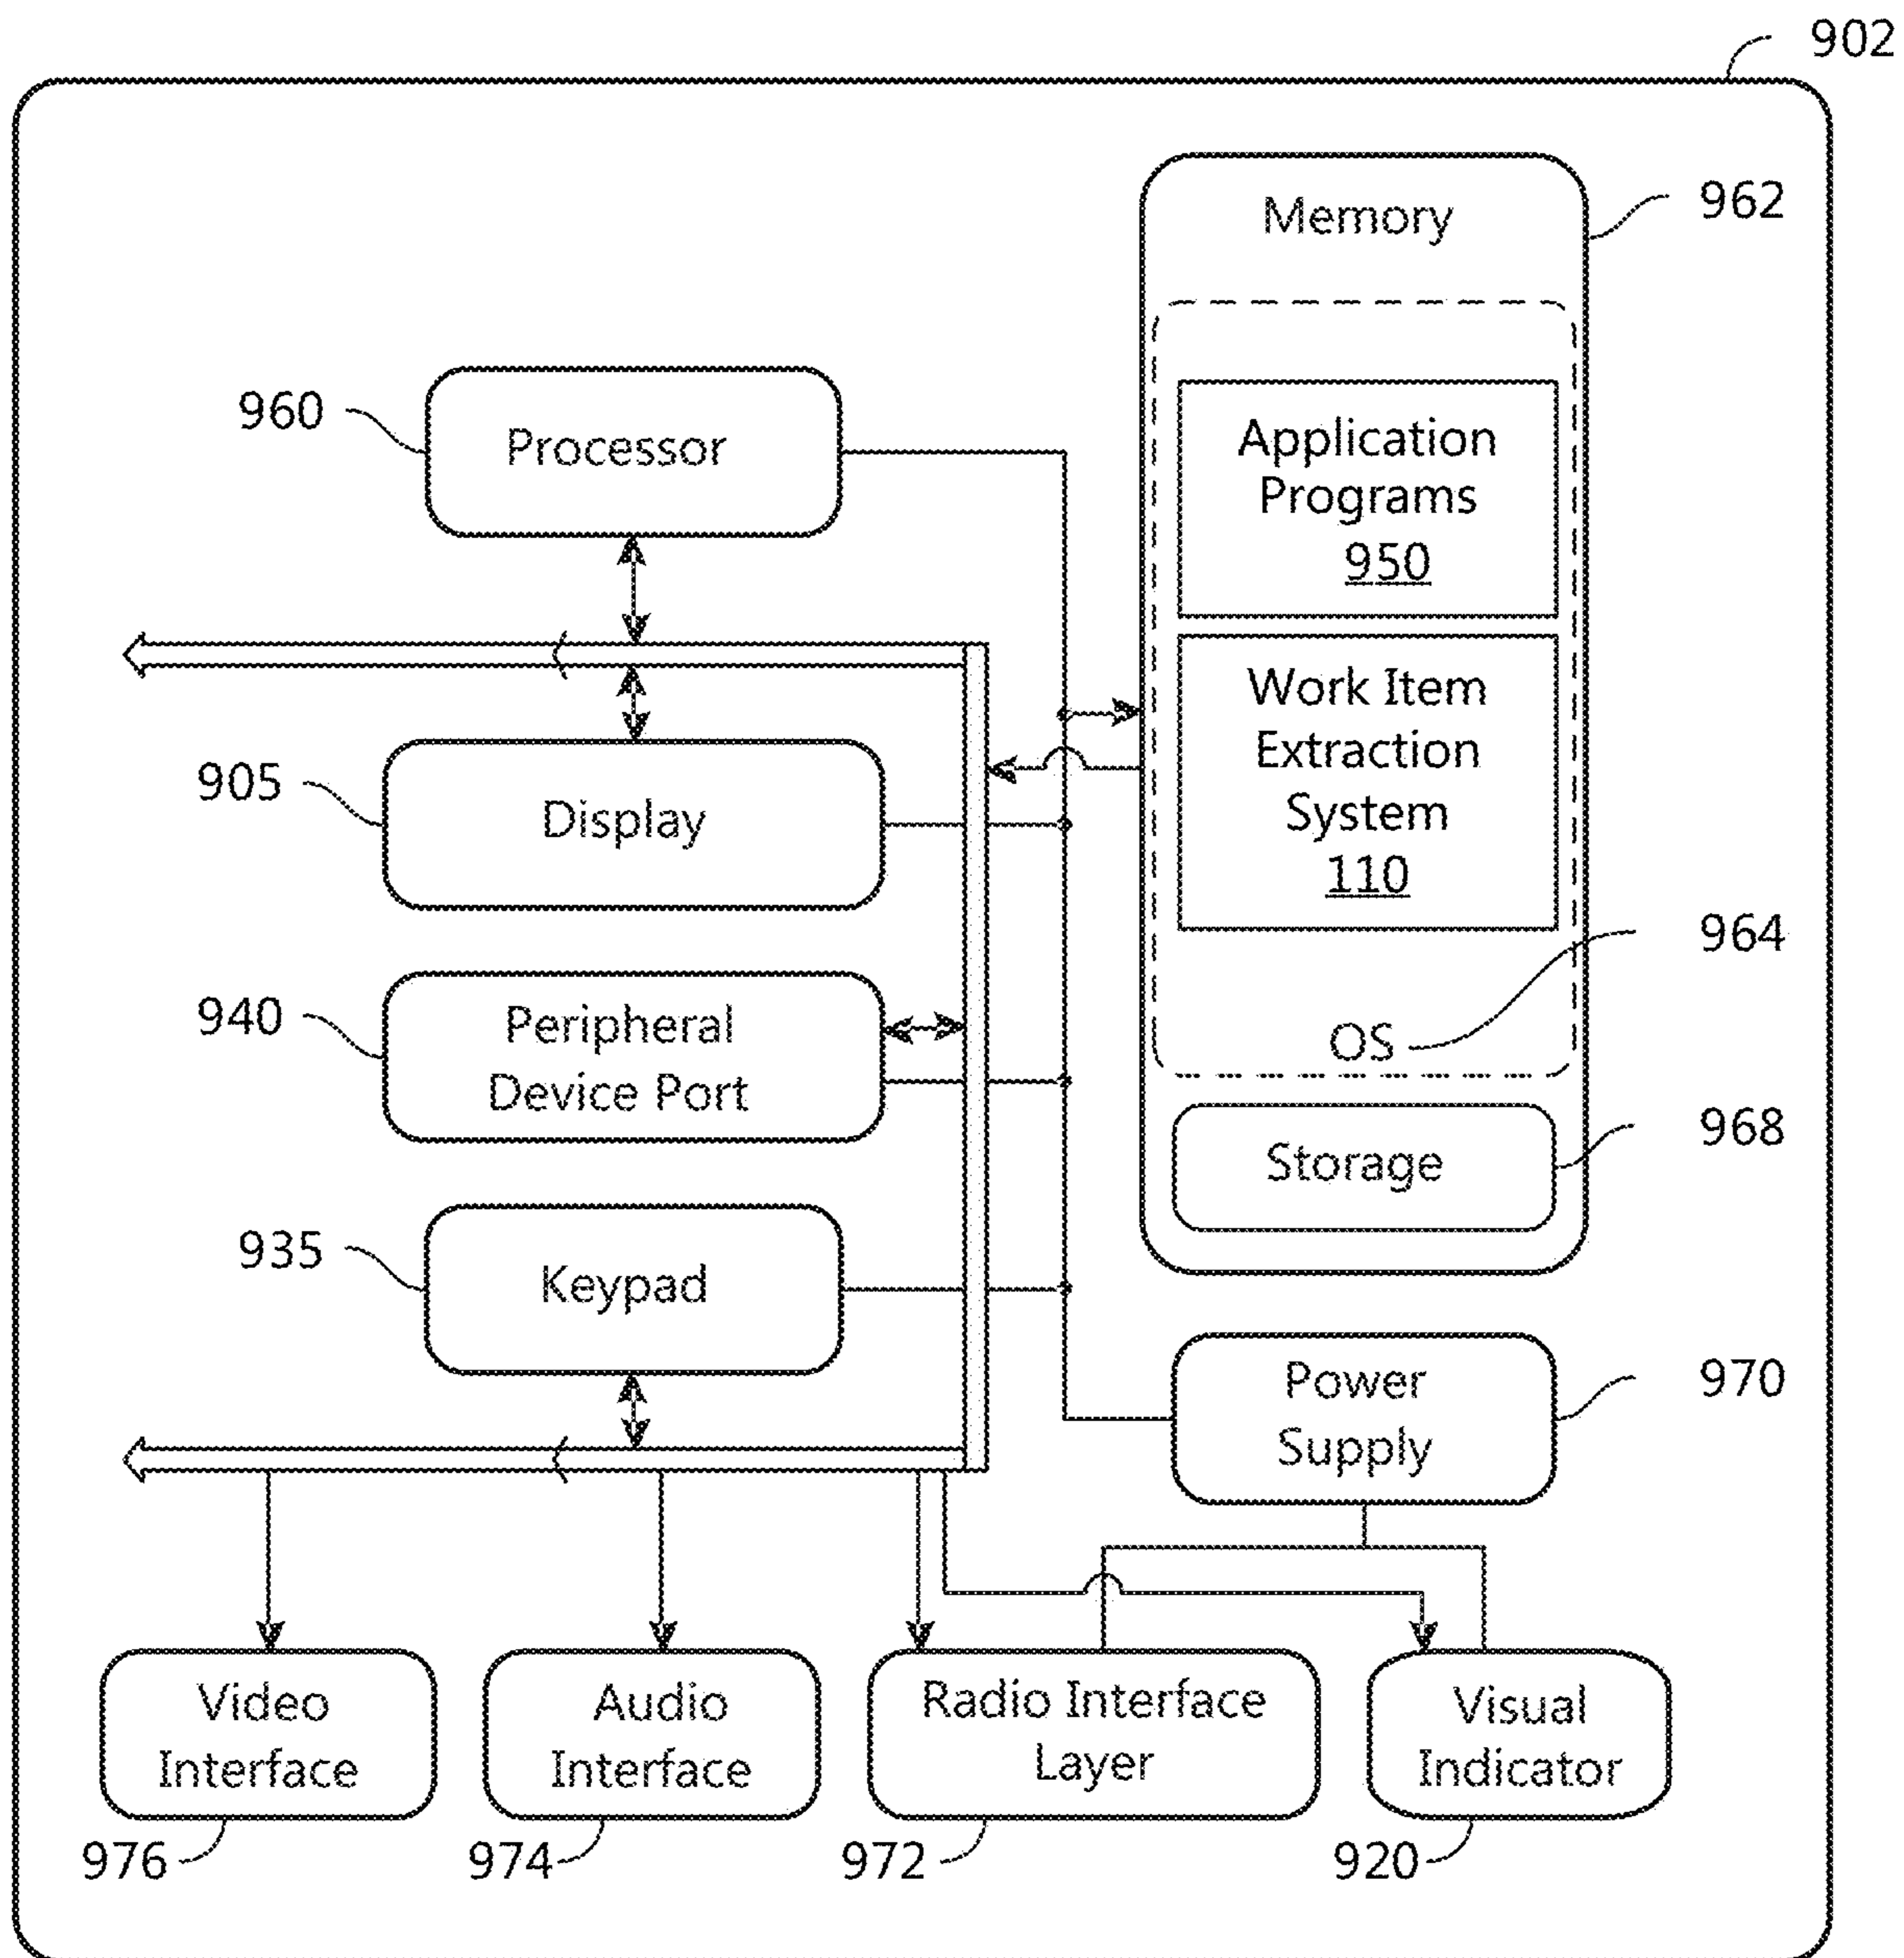 902
Memory
962
Application
Programs
950
960
Processor
Work Item
Extraction
System
110
905
Display
964
940
Peripheral
Device Port
OS
968
Storage
935
Keypad
Power
Supply
970
Video
Interface
Audio
Interface
Radio Interface
Layer
Visual
Indicator
976
974
972
920